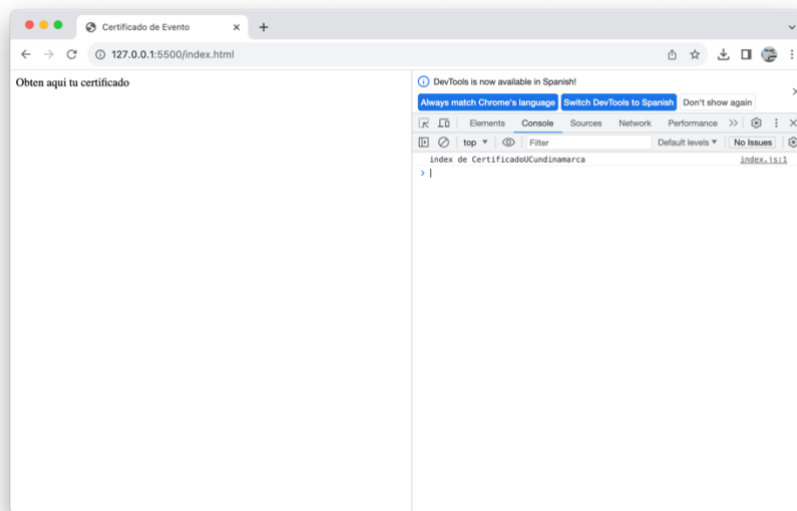 Certificado de Evento
127.0.0.1:5500/index.html
Obten aqui tu certificado
DevTools is now available in Spanish!
Always match Chrome's language Switch DevTools to Spanish Don't show again
Elements Console Sources Network Performance
top Filter Default levels No Issues
index de CertificadoUCundinamarca index.js:1